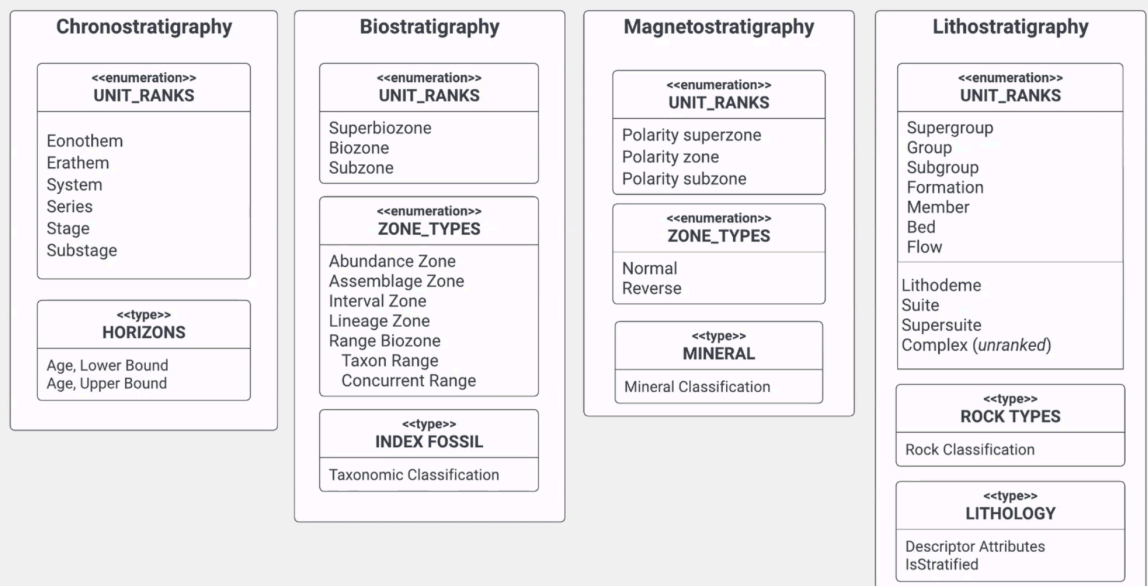 Chronostratigraphy
<<enumeration>>
UNIT_RANKS
Eonothem
Erathem
System
Series
Stage
Substage
<<type>>
HORIZONS
Age, Lower Bound
Age, Upper Bound
Biostratigraphy
<<enumeration>>
UNIT_RANKS
Superbiozone
Biozone
Subzone
<<enumeration>>
ZONE_TYPES
Abundance Zone
Assemblage Zone
Interval Zone
Lineage Zone
Range Biozone
Taxon Range
Concurrent Range
<<type>>
INDEX FOSSIL
Taxonomic Classification
Magnetostratigraphy
<<enumeration>>
UNIT_RANKS
Polarity superzone
Polarity zone
Polarity subzone
<<enumeration>>
ZONE_TYPES
Normal
Reverse
<<type>>
MINERAL
Mineral Classification
Lithostratigraphy
<<enumeration>>
UNIT_RANKS
Supergroup
Group
Subgroup
Formation
Member
Bed
Flow
Lithodeme
Suite
Supersuite
Complex (unranked)
<<type>>
ROCK TYPES
Rock Classification
<<type>>
LITHOLOGY
Descriptor Attributes
IsStratified